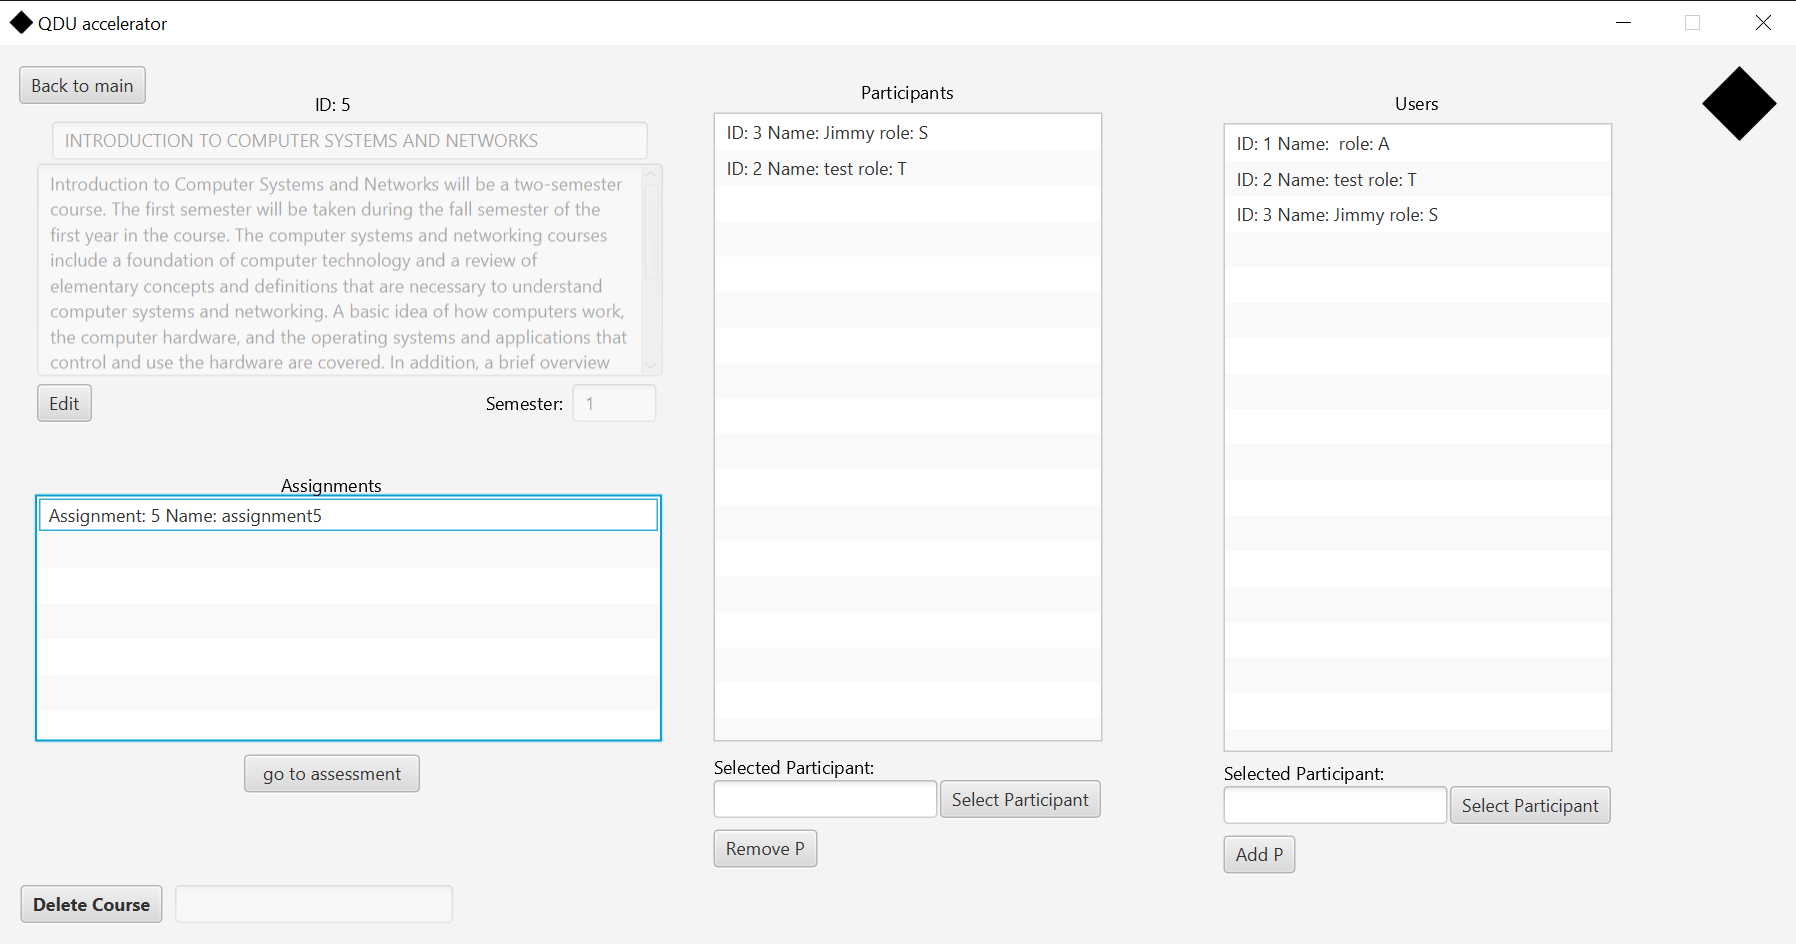 QDU accelerator
Back to main
ID: 5
INTRODUCTION TO COMPUTER SYSTEMS AND NETWORKS
Introduction to Computer Systems and Networks will be a two-semester
course. The first semester will be taken during the fall semester of the
first year in the course. The computer systems and networking courses
include a foundation of computer technology and a review of
elementary concepts and definitions that are necessary to understand
computer systems and networking. A basic idea of how computers work,
the computer hardware, and the operating systems and applications that
control and use the hardware are covered. In addition, a brief overview
Edit
Semester: 1
Assignments
Assignment: 5 Name: assignment5
go to assessment
Delete Course
Participants
ID: 3 Name: Jimmy role: S
ID: 2 Name: test role: T
Selected Participant:
Select Participant
Remove P
Users
ID: 1 Name:  role: A
ID: 2 Name: test role: T
ID: 3 Name: Jimmy role: S
Selected Participant:
Select Participant
Add P